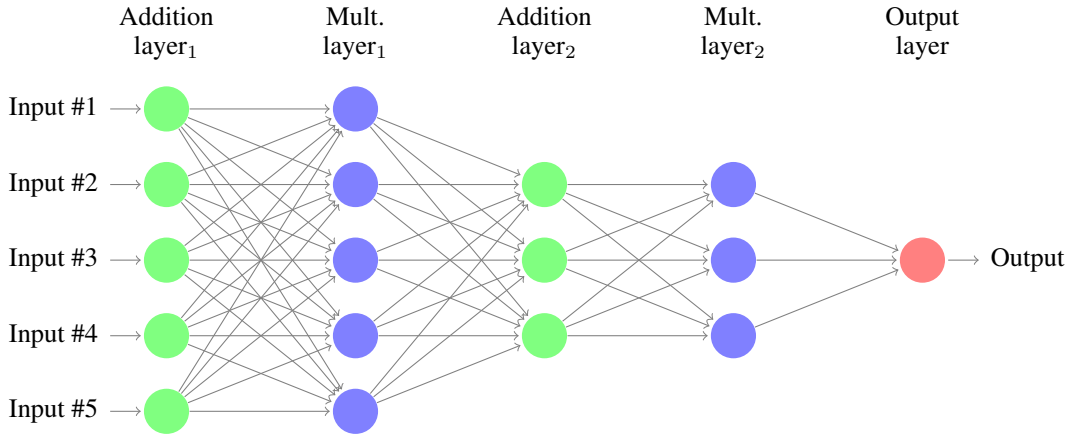 Addition
layer₁
Mult.
layer₁
Addition
layer₂
Mult.
layer₂
Output
layer
Input #1
Input #2
Input #3
Input #4
Input #5
Output